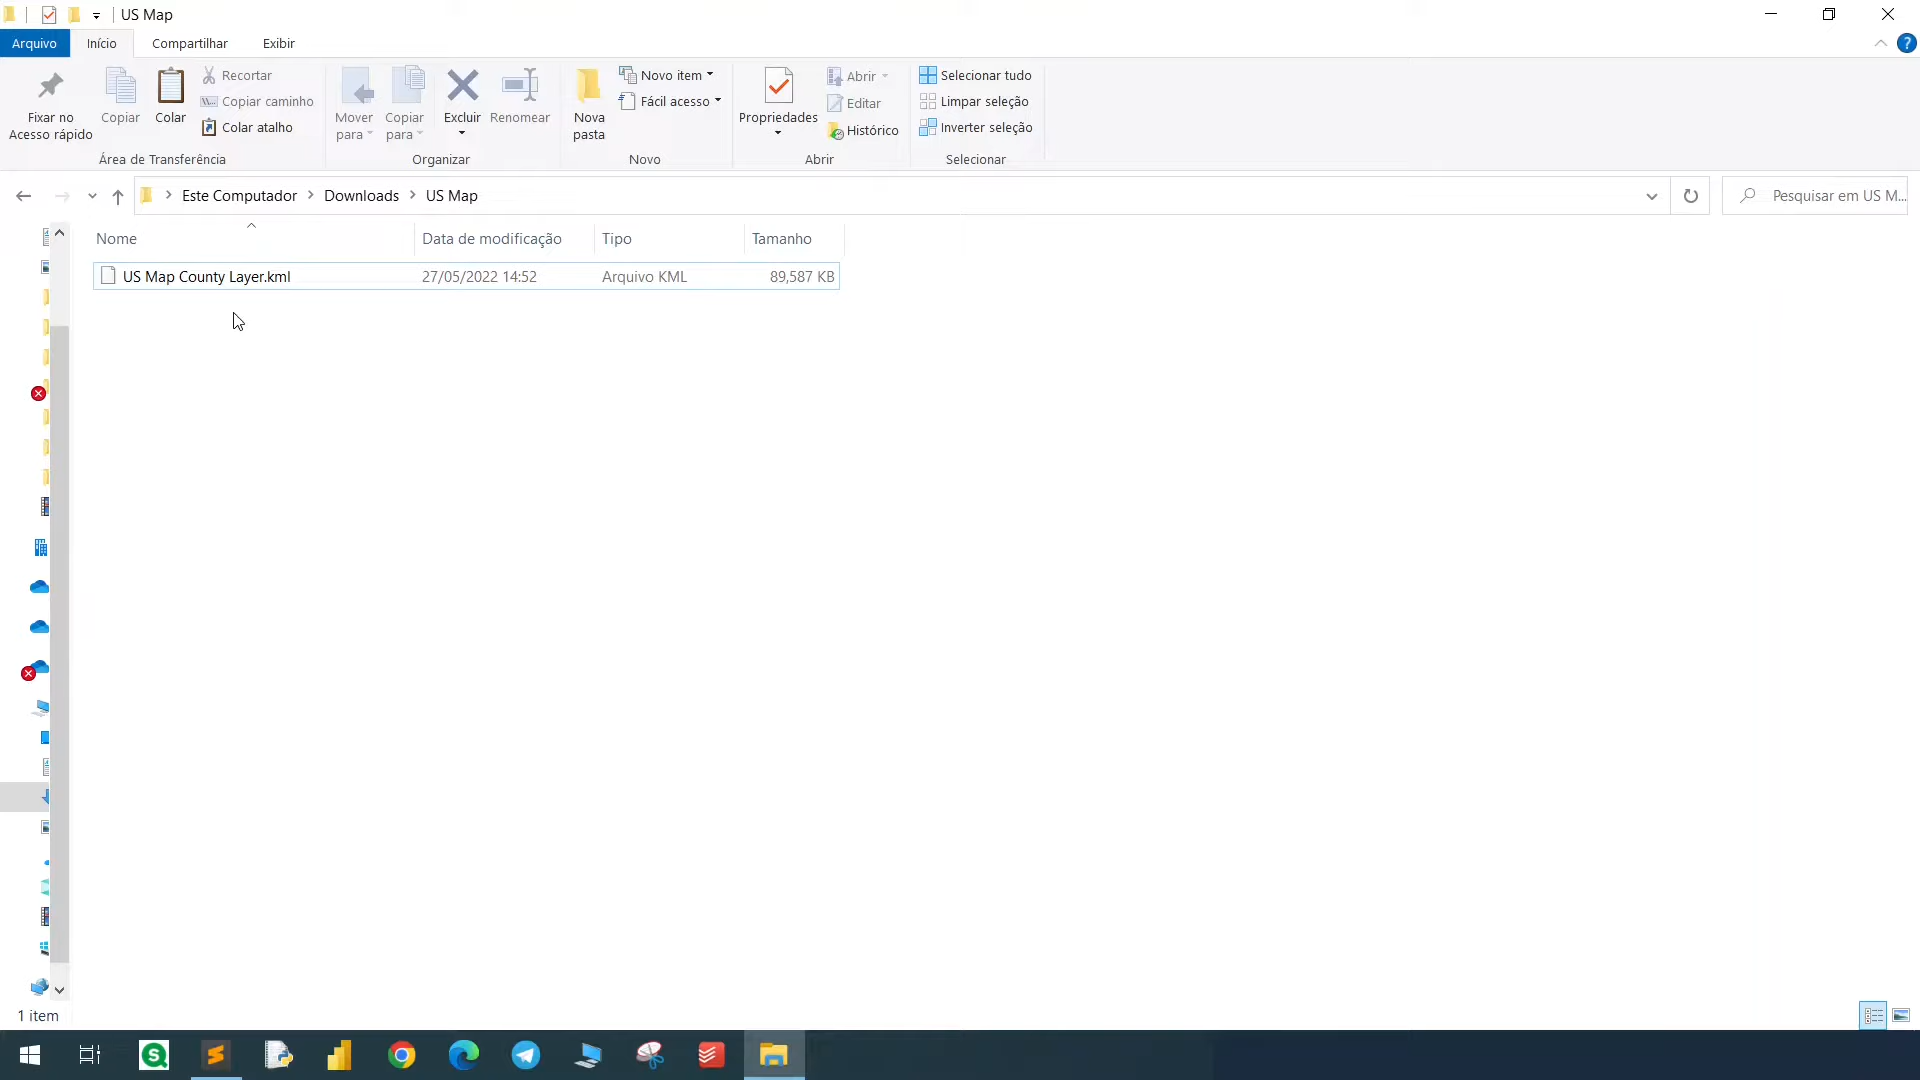 US Map
Arquivo Início Compartilhar Exibir
Fixar no
Acesso rápido
Copiar
Colar
Recortar
Copiar caminho
Colar atalho
Área de Transferência
Mover
para
Copiar
para
Excluir
Renomear
Organizar
Nova
pasta
Novo item
Fácil acesso
Novo
Propriedades
Abrir
Editar
Histórico
Abrir
Selecionar tudo
Limpar seleção
Inverter seleção
Selecionar
Este Computador Downloads US Map
Pesquisar em US M...
Nome Data de modificação Tipo Tamanho
US Map County Layer.kml 27/05/2022 14:52 Arquivo KML 89,587 KB
1 item